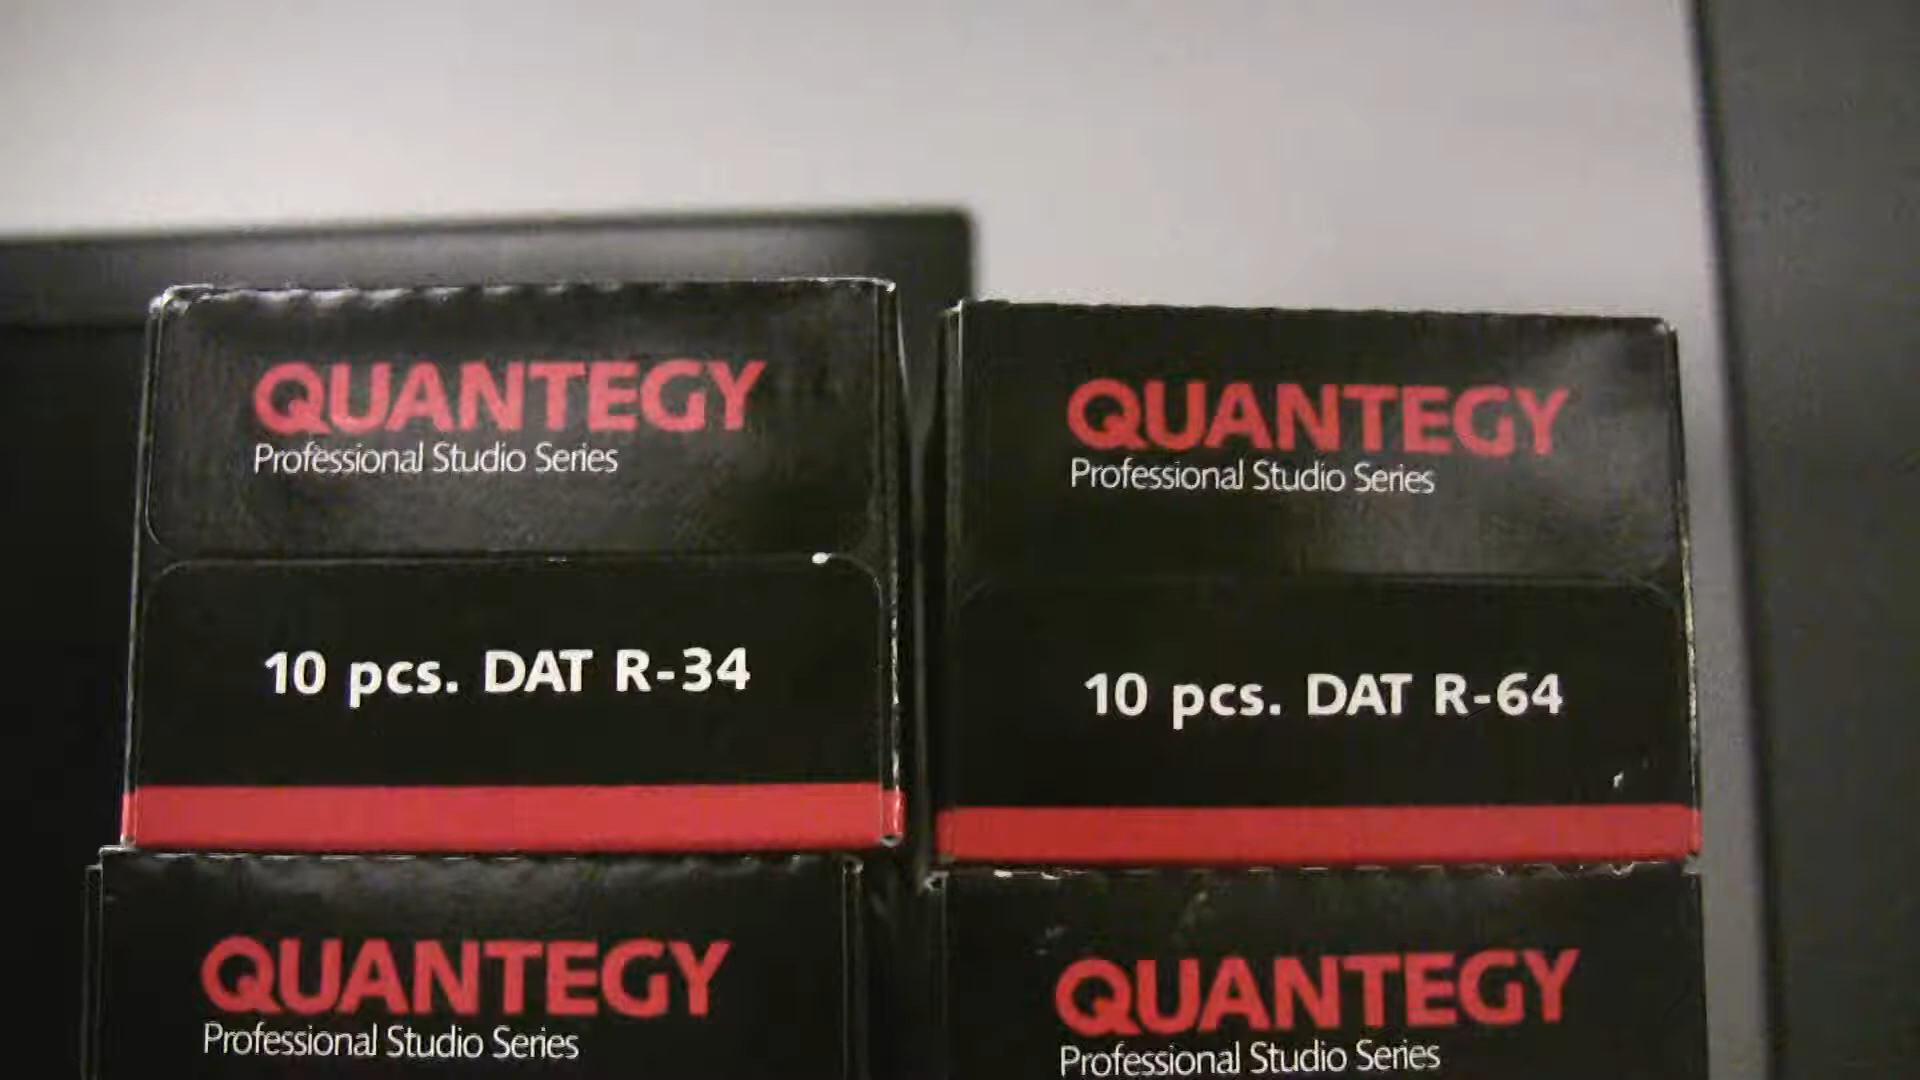 QUANTEGY
Professional Studio Series
10 pcs. DAT R-34
QUANTEGY
Professional Studio Series
10 pcs. DAT R-64
QUANTEGY
Professional Studio Series
QUANTEGY
Professional Studio Series